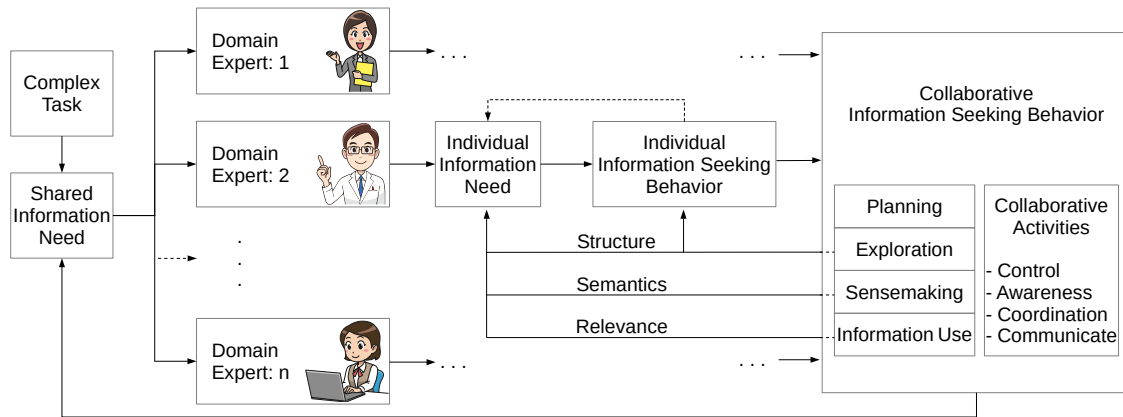 Complex
Task
Shared
Information
Need
Domain
Expert: 1
. . .
. . .
Domain
Expert: 2
Individual
Information
Need
Individual
Information Seeking
Behavior
.
.
.
Domain
Expert: n
. . .
. . .
Structure
Semantics
Relevance
Collaborative
Information Seeking Behavior
Planning
Exploration
Sensemaking
Information Use
Collaborative
Activities
- Control
- Awareness
- Coordination
- Communicate